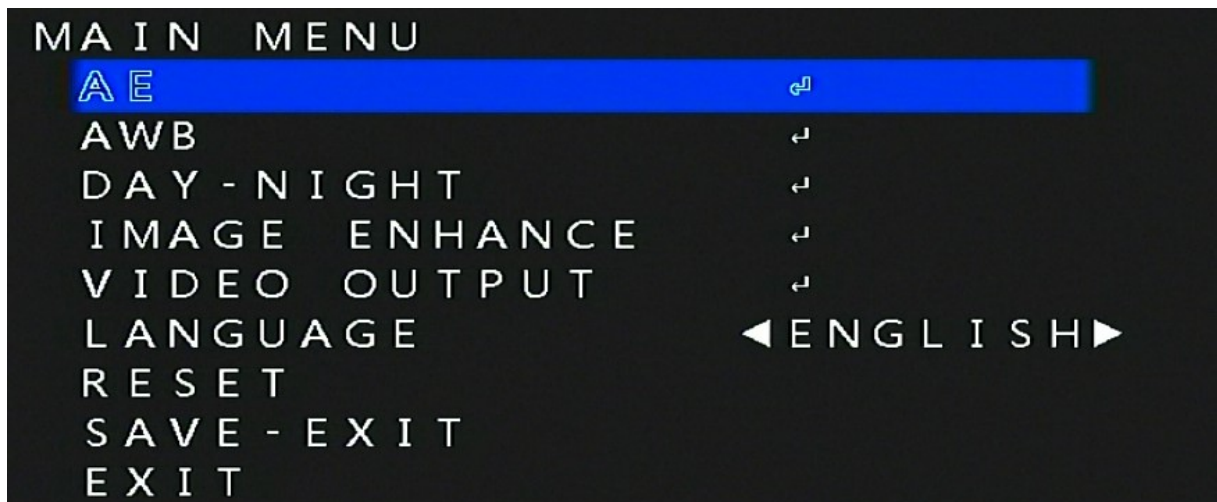 MAIN MENU
AE ↵
AWB ↵
DAY-NIGHT ↵
IMAGE ENHANCE ↵
VIDEO OUTPUT ↵
LANGUAGE ◀ENGLISH▶
RESET
SAVE-EXIT
EXIT